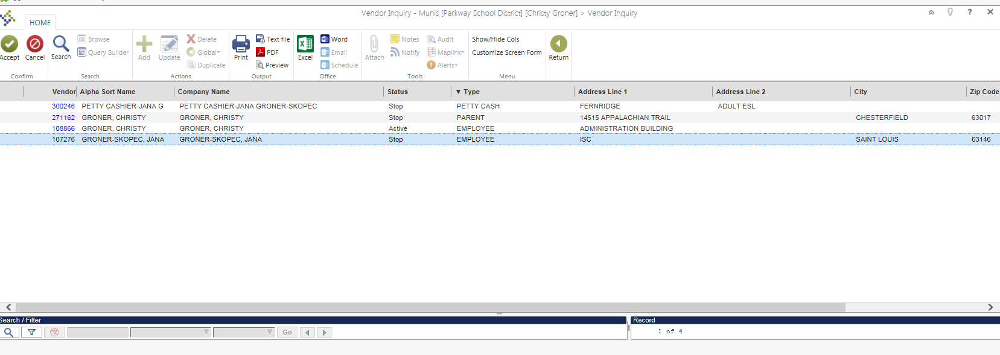 Vendor Inquiry - Munis [Parkway School District] [Christy Groner] > Vendor Inquiry
HOME
Accept Cancel Search Browse Query Builder Add Update Delete Global Duplicate Print Text file PDF Preview Excel Word Email Schedule Attach Notes Notify Audit Maplink Alerts Show/Hide Cols Customize Screen Form Return
Confirm Search Actions Output Office Tools Menu
Vendor Alpha Sort Name Company Name Status ▼ Type Address Line 1 Address Line 2 City Zip Code
300246 PETTY CASHIER-JANA G PETTY CASHIER-JANA GRONER-SKOPEC Stop PETTY CASH FERNRIDGE ADULT ESL
271162 GRONER, CHRISTY GRONER, CHRISTY Stop PARENT 14515 APPALACHIAN TRAIL CHESTERFIELD 63017
108866 GRONER, CHRISTY GRONER, CHRISTY Active EMPLOYEE ADMINISTRATION BUILDING
107276 GRONER-SKOPEC, JANA GRONER-SKOPEC, JANA Stop EMPLOYEE ISC SAINT LOUIS 63146
Search / Filter Record
Go 1 of 4